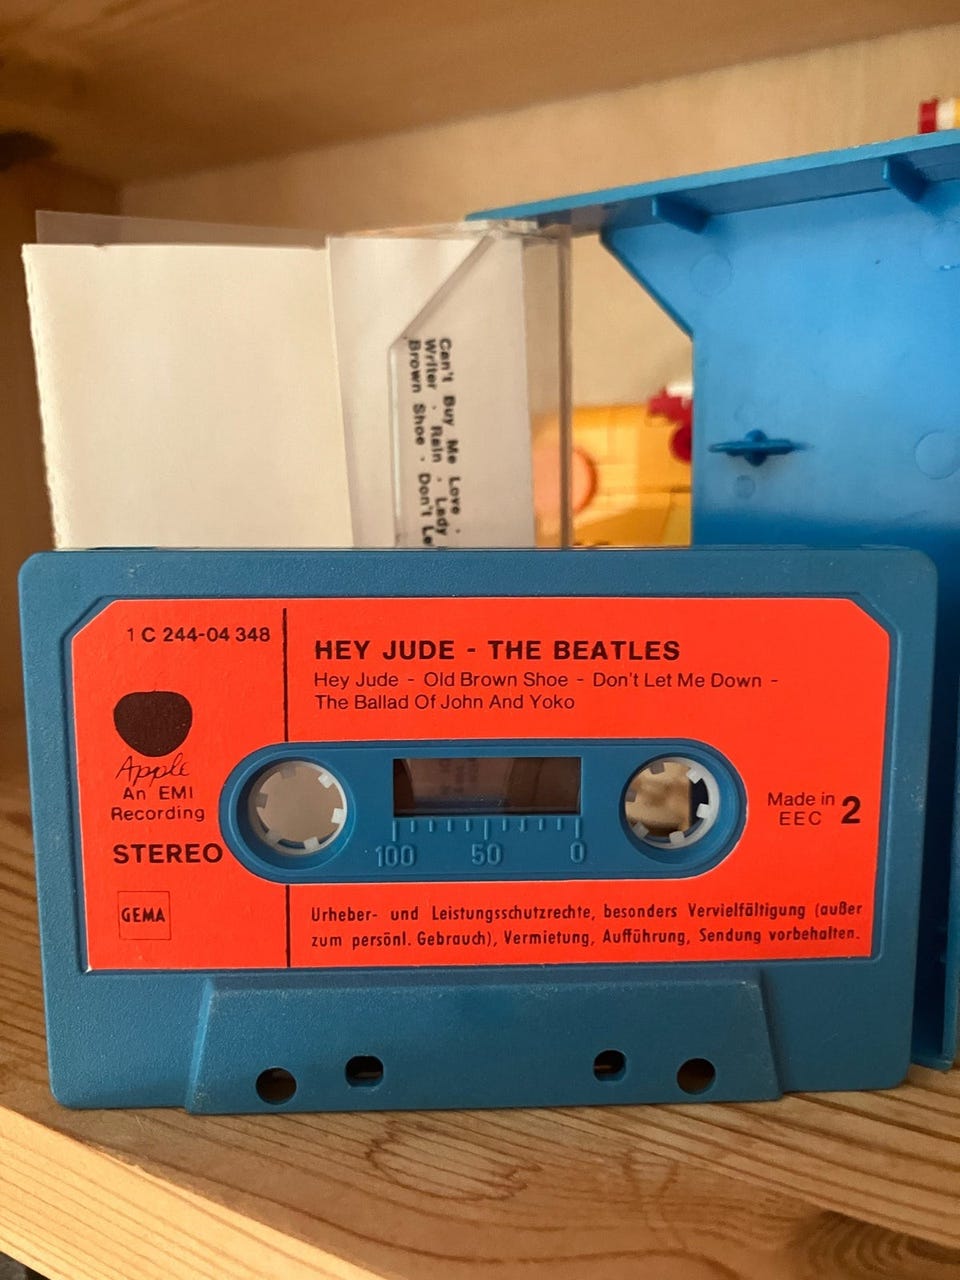 Can't Buy Me Love ·
Writer · Rain · Lady
Brown Shoe · Don't
1 C 244-04 348
HEY JUDE - THE BEATLES
Hey Jude - Old Brown Shoe - Don't Let Me Down -
The Ballad Of John And Yoko
Apple
An EMI
Recording
STEREO
GEMA
100 50 0
Made in
EEC 2
Urheber- und Leistungsschutzrechte, besonders Vervielfältigung (außer
zum persönl. Gebrauch), Vermietung, Aufführung, Sendung vorbehalten.